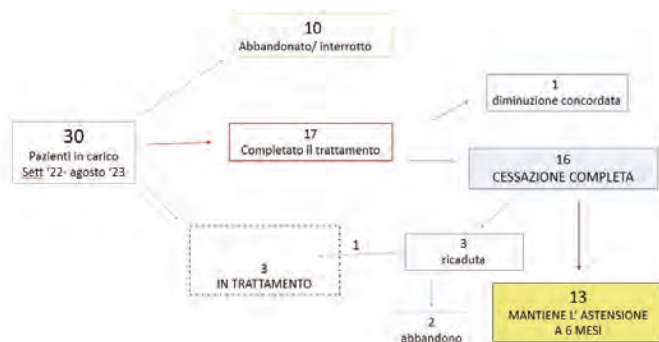 10
Abbandonato/ interrotto
1
diminuzione concordata
30
Pazienti in carico
Sett '22- agosto '23
17
Completato il trattamento
16
CESSAZIONE COMPLETA
3
IN TRATTAMENTO
1
3
ricaduta
2
abbandono
13
MANTIENE L' ASTENSIONE
A 6 MESI